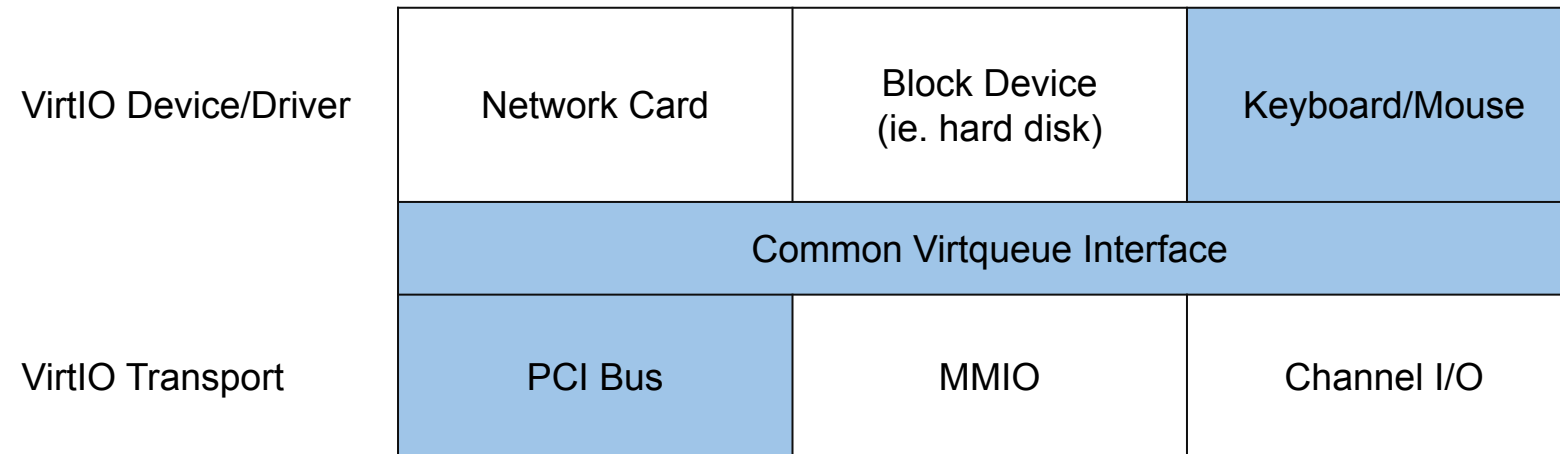 VirtIO Device/Driver
Network Card
Block Device
(ie. hard disk)
Keyboard/Mouse
Common Virtqueue Interface
VirtIO Transport
PCI Bus
MMIO
Channel I/O